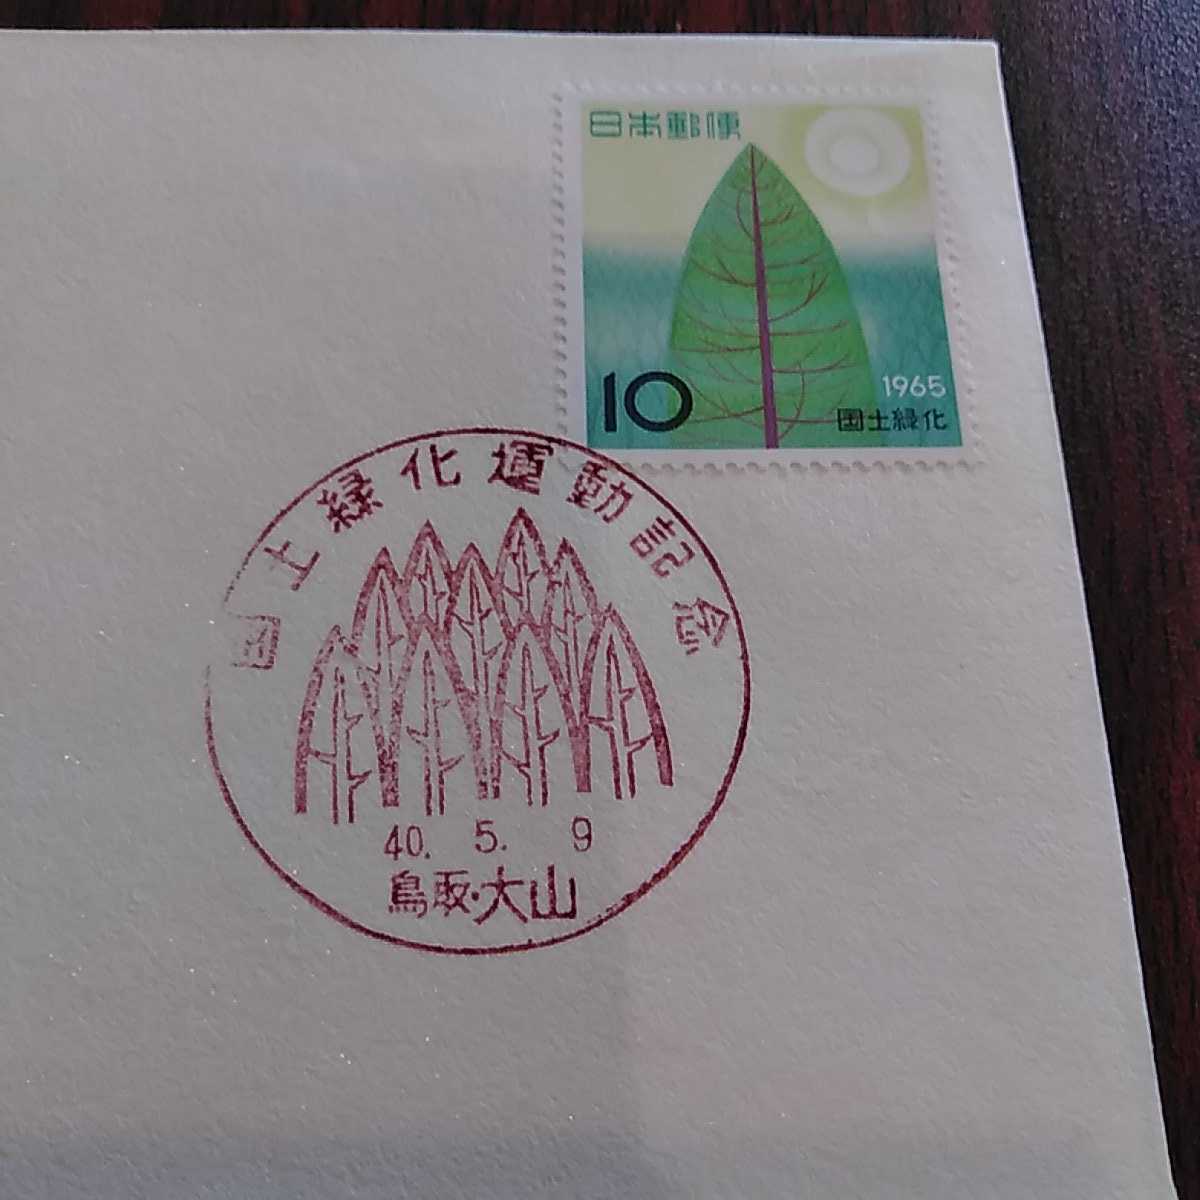 日本郵便
10
1965
国土緑化
国土緑化運動記念
40. 5. 9
鳥取・大山